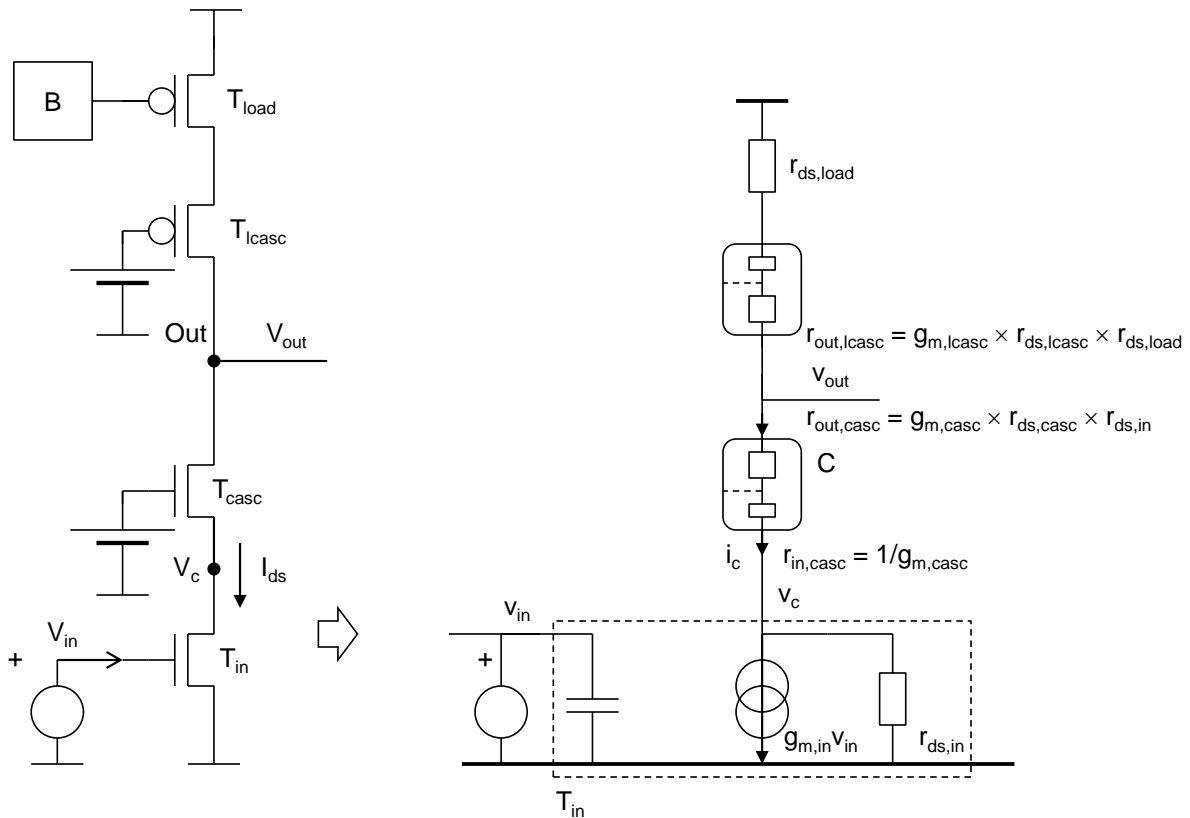 B
T_load
T_lcasc
Out
V_out
T_casc
V_c
I_ds
V_in
+
T_in
r_ds,load
r_out,lcasc = g_m,lcasc × r_ds,lcasc × r_ds,load
v_out
r_out,casc = g_m,casc × r_ds,casc × r_ds,in
C
i_c
r_in,casc = 1/g_m,casc
v_c
v_in
+
g_m,in v_in
r_ds,in
T_in